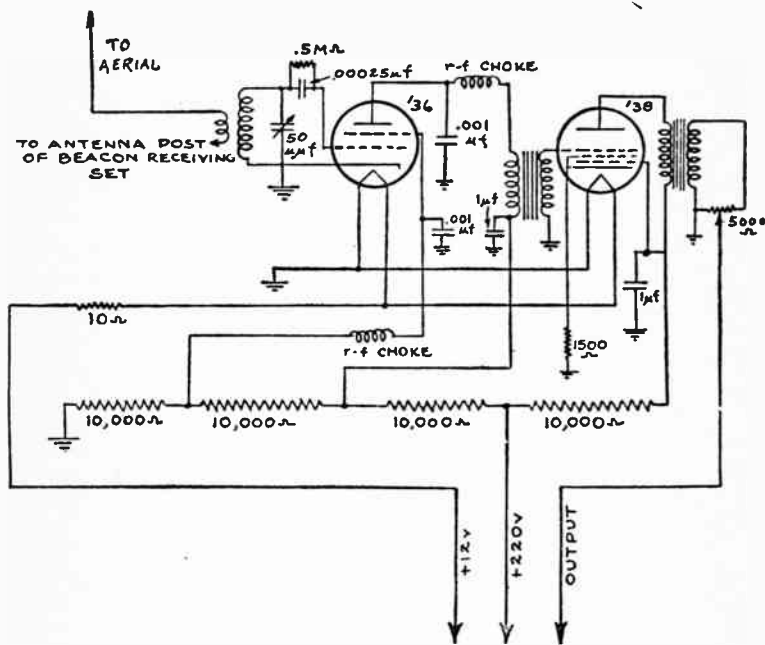 TO
AERIAL
.5MΩ
.00025μf
r-f CHOKE
'36
'38
50
μμf
.001
μf
TO ANTENNA POST
OF BEACON RECEIVING
SET
1μf
.001
μf
5000
Ω
1μf
10Ω
r-f CHOKE
1500
Ω
10,000Ω
10,000Ω
10,000Ω
10,000Ω
+12V
+220V
OUTPUT